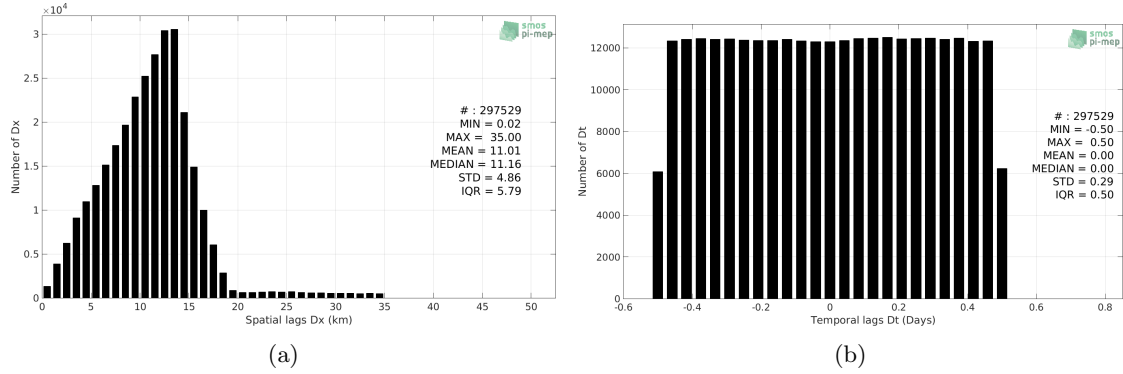 ×10⁴
3
2.5
2
1.5
1
0.5
0
Number of Dx
smos
pi-mep
# : 297529
MIN = 0.02
MAX = 35.00
MEAN = 11.01
MEDIAN = 11.16
STD = 4.86
IQR = 5.79
0 5 10 15 20 25 30 35 40 45 50
Spatial lags Dx (km)
(a)
12000
10000
8000
6000
4000
2000
0
Number of Dt
smos
pi-mep
# : 297529
MIN = -0.50
MAX = 0.50
MEAN = 0.00
MEDIAN = 0.00
STD = 0.29
IQR = 0.50
-0.6 -0.4 -0.2 0 0.2 0.4 0.6 0.8
Temporal lags Dt (Days)
(b)